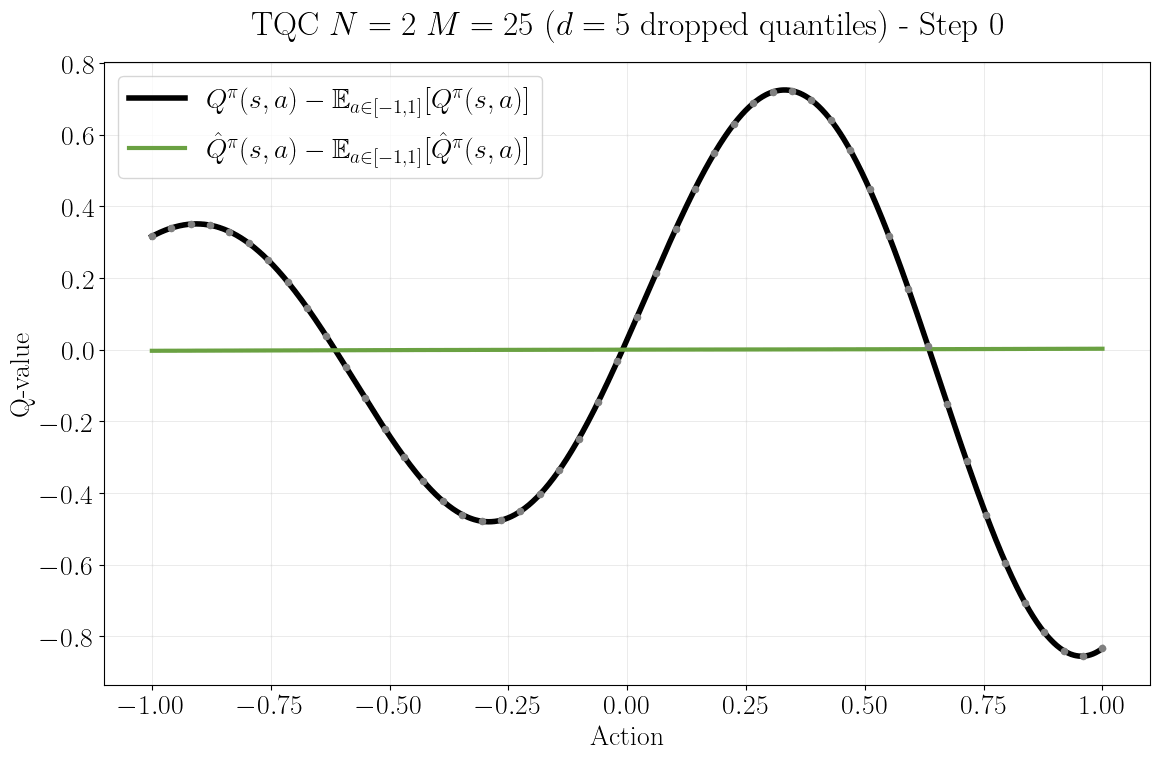 TQC N = 2 M = 25 (d = 5 dropped quantiles) - Step 0
Q^π(s, a) − 𝔼_{a∈[−1,1]}[Q^π(s, a)]
Q̂^π(s, a) − 𝔼_{a∈[−1,1]}[Q̂^π(s, a)]
0.8
0.6
0.4
0.2
0.0
−0.2
−0.4
−0.6
−0.8
Q-value
−1.00 −0.75 −0.50 −0.25 0.00 0.25 0.50 0.75 1.00
Action